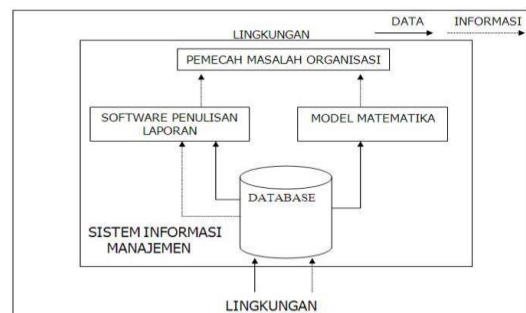 DATA INFORMASI
LINGKUNGAN
PEMECAH MASALAH ORGANISASI
SOFTWARE PENULISAN
LAPORAN
MODEL MATEMATIKA
DATABASE
SISTEM INFORMASI
MANAJEMEN
LINGKUNGAN